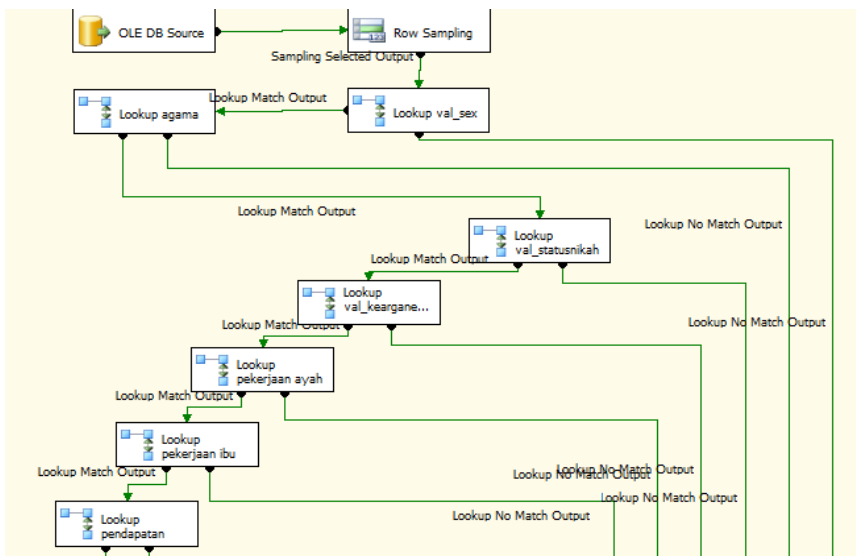 OLE DB Source
Row Sampling
Sampling Selected Output
Lookup Match Output
Lookup agama
Lookup val_sex
Lookup Match Output
Lookup No Match Output
Lookup
val_statusnikah
Lookup Match Output
Lookup
val_keargane...
Lookup Match Output
Lookup No Match Output
Lookup
pekerjaan ayah
Lookup Match Output
Lookup
pekerjaan ibu
Lookup Match Output
Lookup No Match Output
Lookup No Match Output
Lookup No Match Output
Lookup
pendapatan
Lookup No Match Output